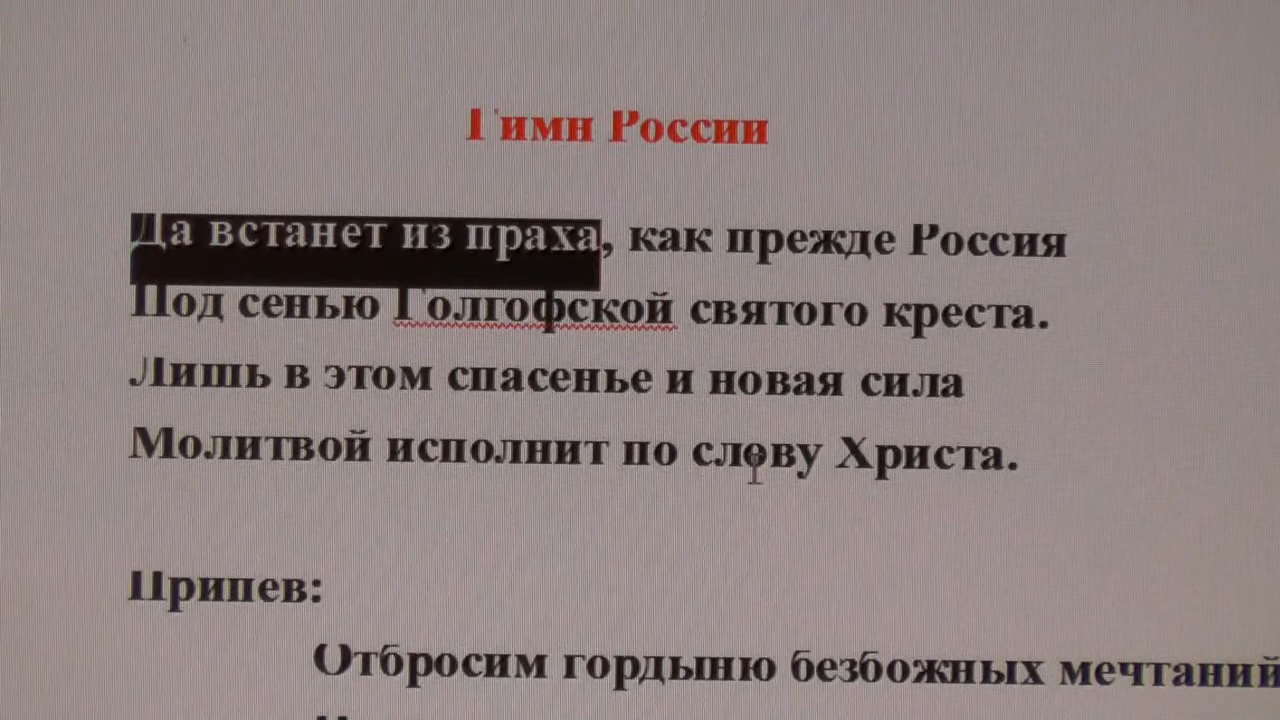 Гимн России
Да встанет из праха, как прежде Россия
Под сенью Голгофской святого креста.
Лишь в этом спасенье и новая сила
Молитвой исполнит по слову Христа.
Припев:
Отбросим гордыню безбожных мечтаний